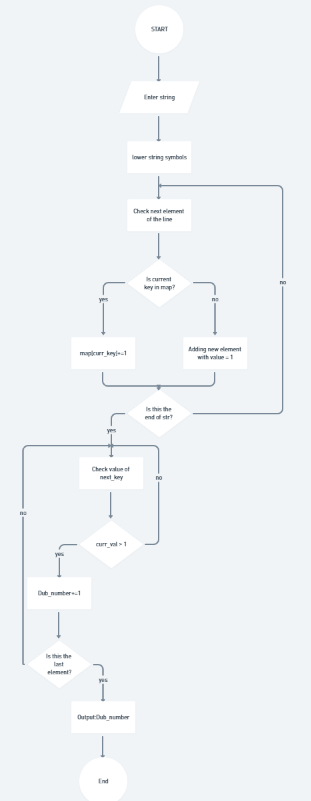 START
Enter string
lower string symbols
Check next element
of the line
Is current
key in map?
yes
no
no
map[curr_key]+=1
Adding new element
with value = 1
Is this the
end of str?
yes
Check value of
next_key
no
no
curr_val > 1
yes
Dub_number+=1
Is this the
last
element?
yes
Output:Dub_number
End